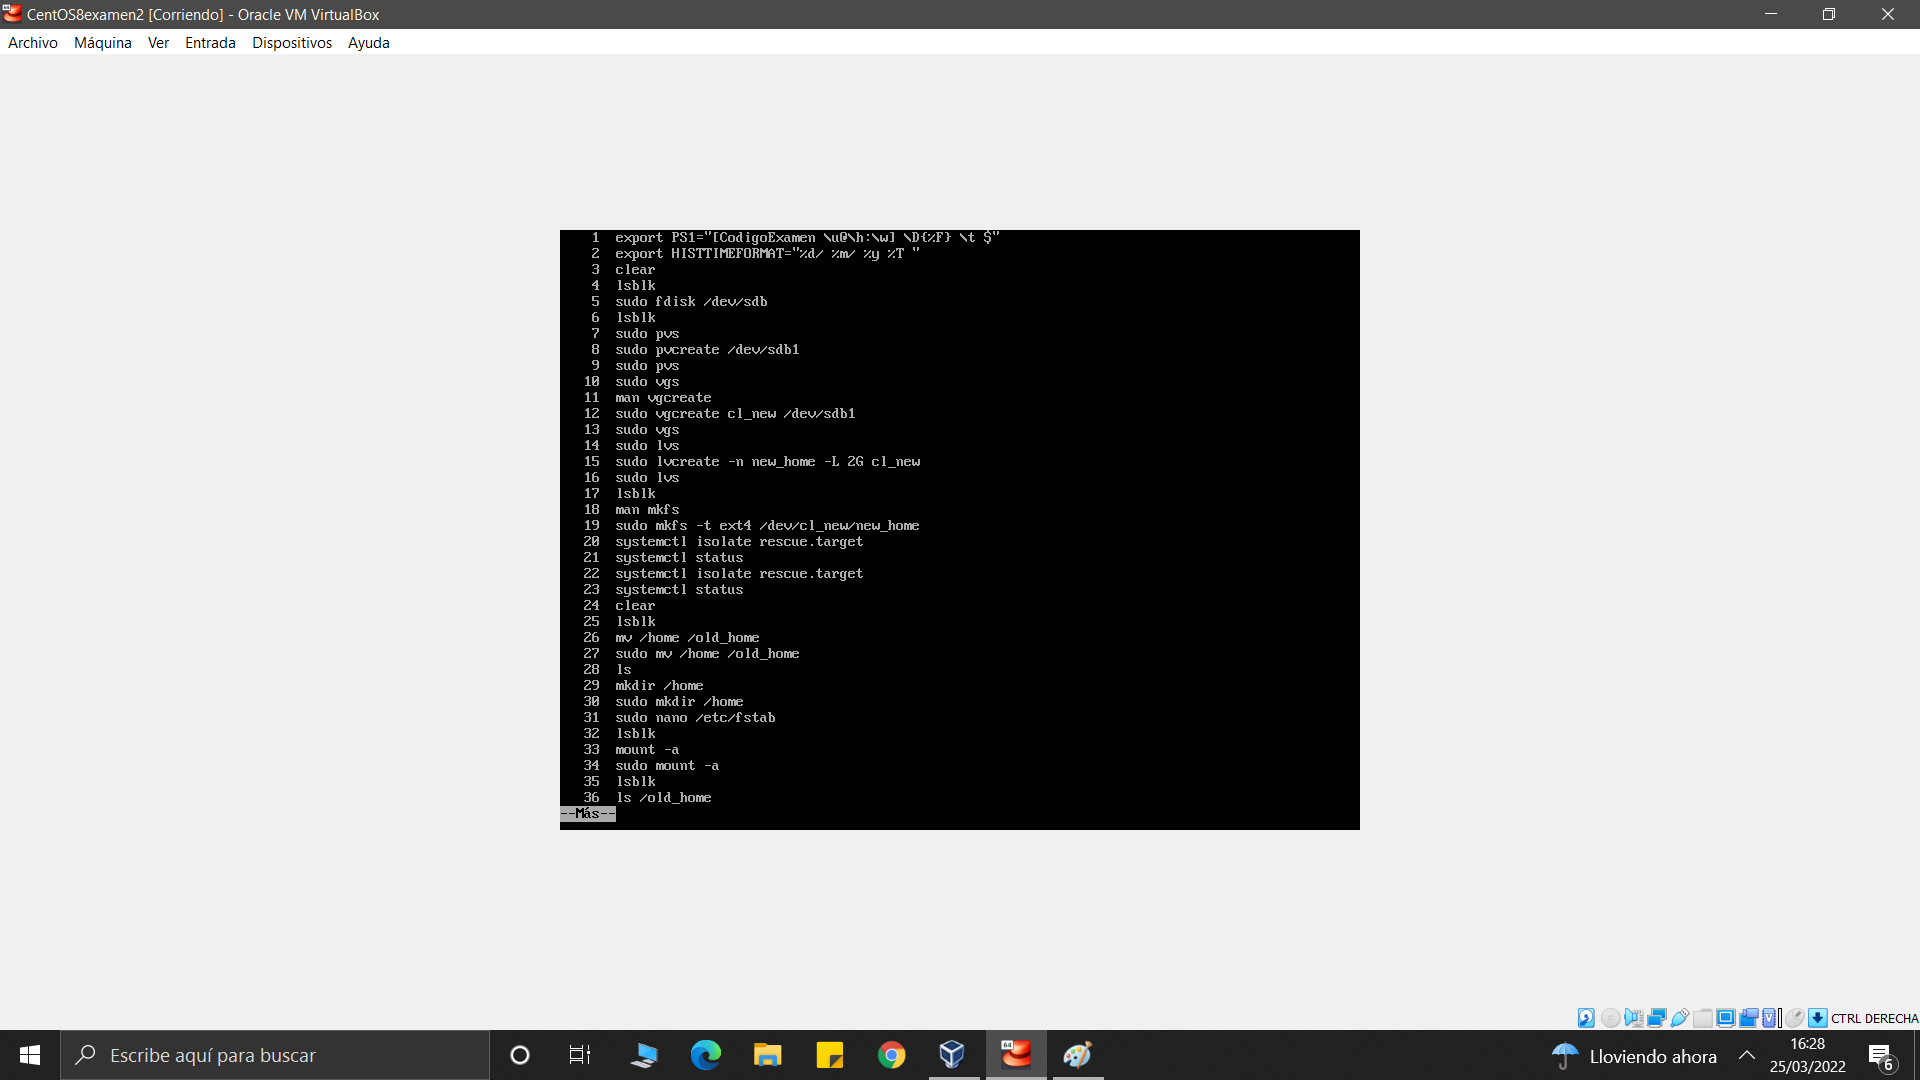 CentOS8examen2 [Corriendo] - Oracle VM VirtualBox
Archivo Máquina Ver Entrada Dispositivos Ayuda
1 export PS1="[CodigoExamen \u@\h:\w] \D{%F} \t $"
2 export HISTTIMEFORMAT="%d/ %m/ %y %T "
3 clear
4 lsblk
5 sudo fdisk /dev/sdb
6 lsblk
7 sudo pvs
8 sudo pvcreate /dev/sdb1
9 sudo pvs
10 sudo vgs
11 man vgcreate
12 sudo vgcreate cl_new /dev/sdb1
13 sudo vgs
14 sudo lvs
15 sudo lvcreate -n new_home -L 2G cl_new
16 sudo lvs
17 lsblk
18 man mkfs
19 sudo mkfs -t ext4 /dev/cl_new/new_home
20 systemctl isolate rescue.target
21 systemctl status
22 systemctl isolate rescue.target
23 systemctl status
24 clear
25 lsblk
26 mv /home /old_home
27 sudo mv /home /old_home
28 ls
29 mkdir /home
30 sudo mkdir /home
31 sudo nano /etc/fstab
32 lsblk
33 mount -a
34 sudo mount -a
35 lsblk
36 ls /old_home
--Más--
CTRL DERECHA
Escribe aquí para buscar
64
Lloviendo ahora
16:28
25/03/2022
6